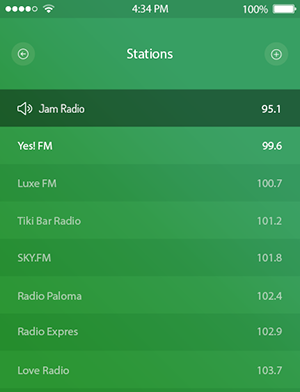 4:34 PM 100%
Stations
Jam Radio 95.1
Yes! FM 99.6
Luxe FM 100.7
Tiki Bar Radio 101.2
SKY.FM 101.8
Radio Paloma 102.4
Radio Expres 102.9
Love Radio 103.7